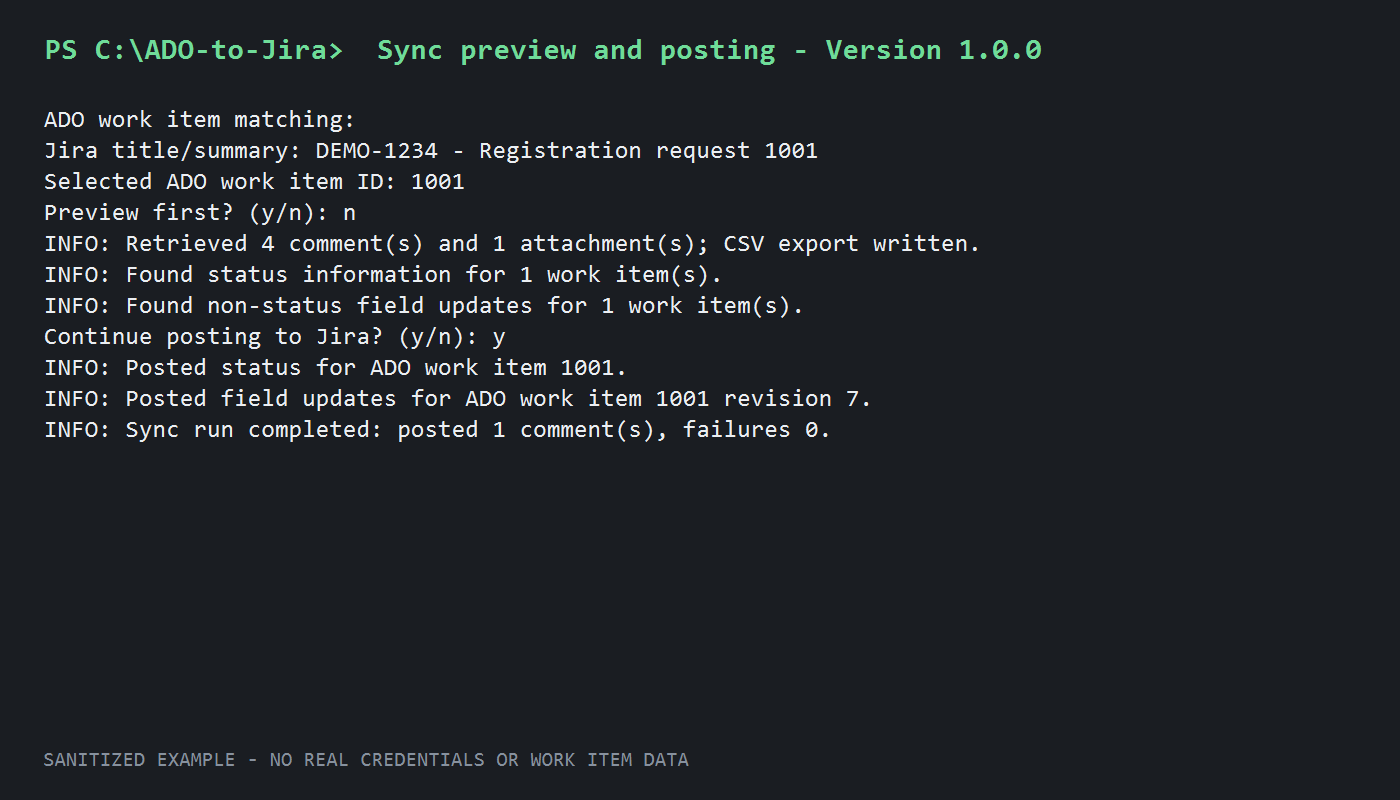 PS C:\ADO-to-Jira>  Sync preview and posting - Version 1.0.0
ADO work item matching:
Jira title/summary: DEMO-1234 - Registration request 1001
Selected ADO work item ID: 1001
Preview first? (y/n): n
INFO: Retrieved 4 comment(s) and 1 attachment(s); CSV export written.
INFO: Found status information for 1 work item(s).
INFO: Found non-status field updates for 1 work item(s).
Continue posting to Jira? (y/n): y
INFO: Posted status for ADO work item 1001.
INFO: Posted field updates for ADO work item 1001 revision 7.
INFO: Sync run completed: posted 1 comment(s), failures 0.
SANITIZED EXAMPLE - NO REAL CREDENTIALS OR WORK ITEM DATA